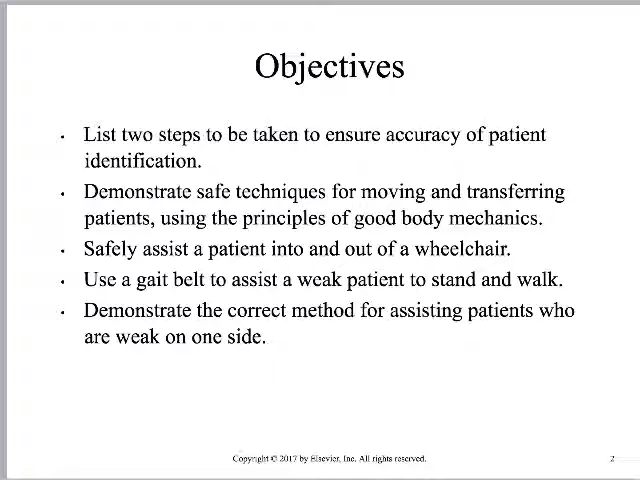 Objectives
• List two steps to be taken to ensure accuracy of patient
identification.
• Demonstrate safe techniques for moving and transferring
patients, using the principles of good body mechanics.
• Safely assist a patient into and out of a wheelchair.
• Use a gait belt to assist a weak patient to stand and walk.
• Demonstrate the correct method for assisting patients who
are weak on one side.
Copyright © 2017 by Elsevier, Inc. All rights reserved.
2